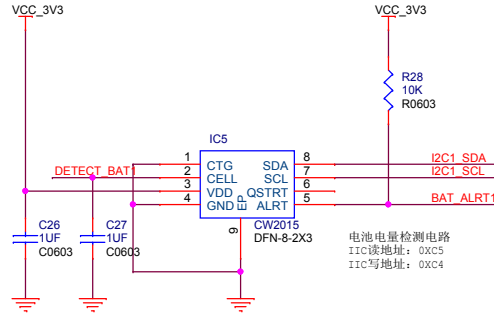 VCC_3V3
VCC_3V3
R28
10K
R0603
IC5
1
CTG
SDA
8
I2C1_SDA
DETECT_BAT1
2
CELL
SCL
7
I2C1_SCL
3
VDD
QSTRT
6
4
GND
ALRT
5
BAT_ALRT1
EP
9
C26
1UF
C0603
C27
1UF
C0603
CW2015
DFN-8-2X3
电池电量检测电路
IIC读地址：0XC5
IIC写地址：0XC4